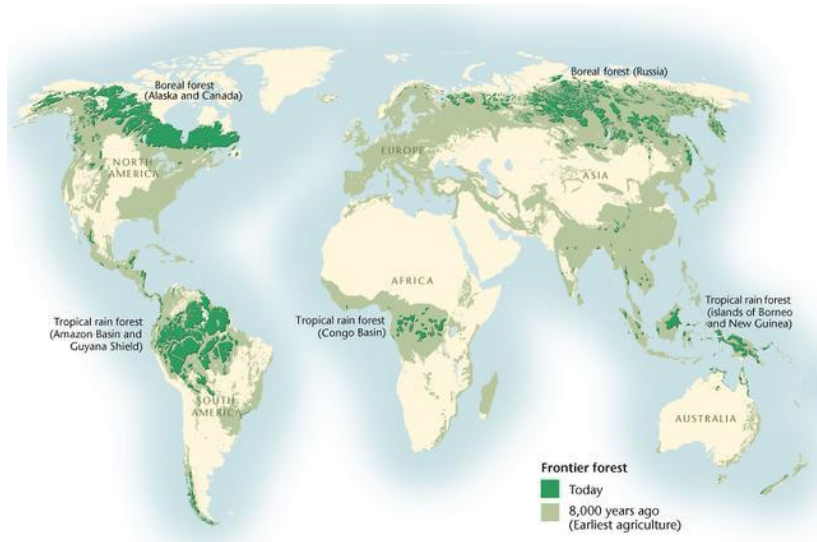 Boreal forest
(Alaska and Canada)
Boreal forest (Russia)
NORTH
AMERICA
EUROPE
ASIA
AFRICA
Tropical rain forest
(Amazon Basin and
Guyana Shield)
Tropical rain forest
(Congo Basin)
Tropical rain forest
(islands of Borneo
and New Guinea)
SOUTH
AMERICA
AUSTRALIA
Frontier forest
Today
8,000 years ago
(Earliest agriculture)